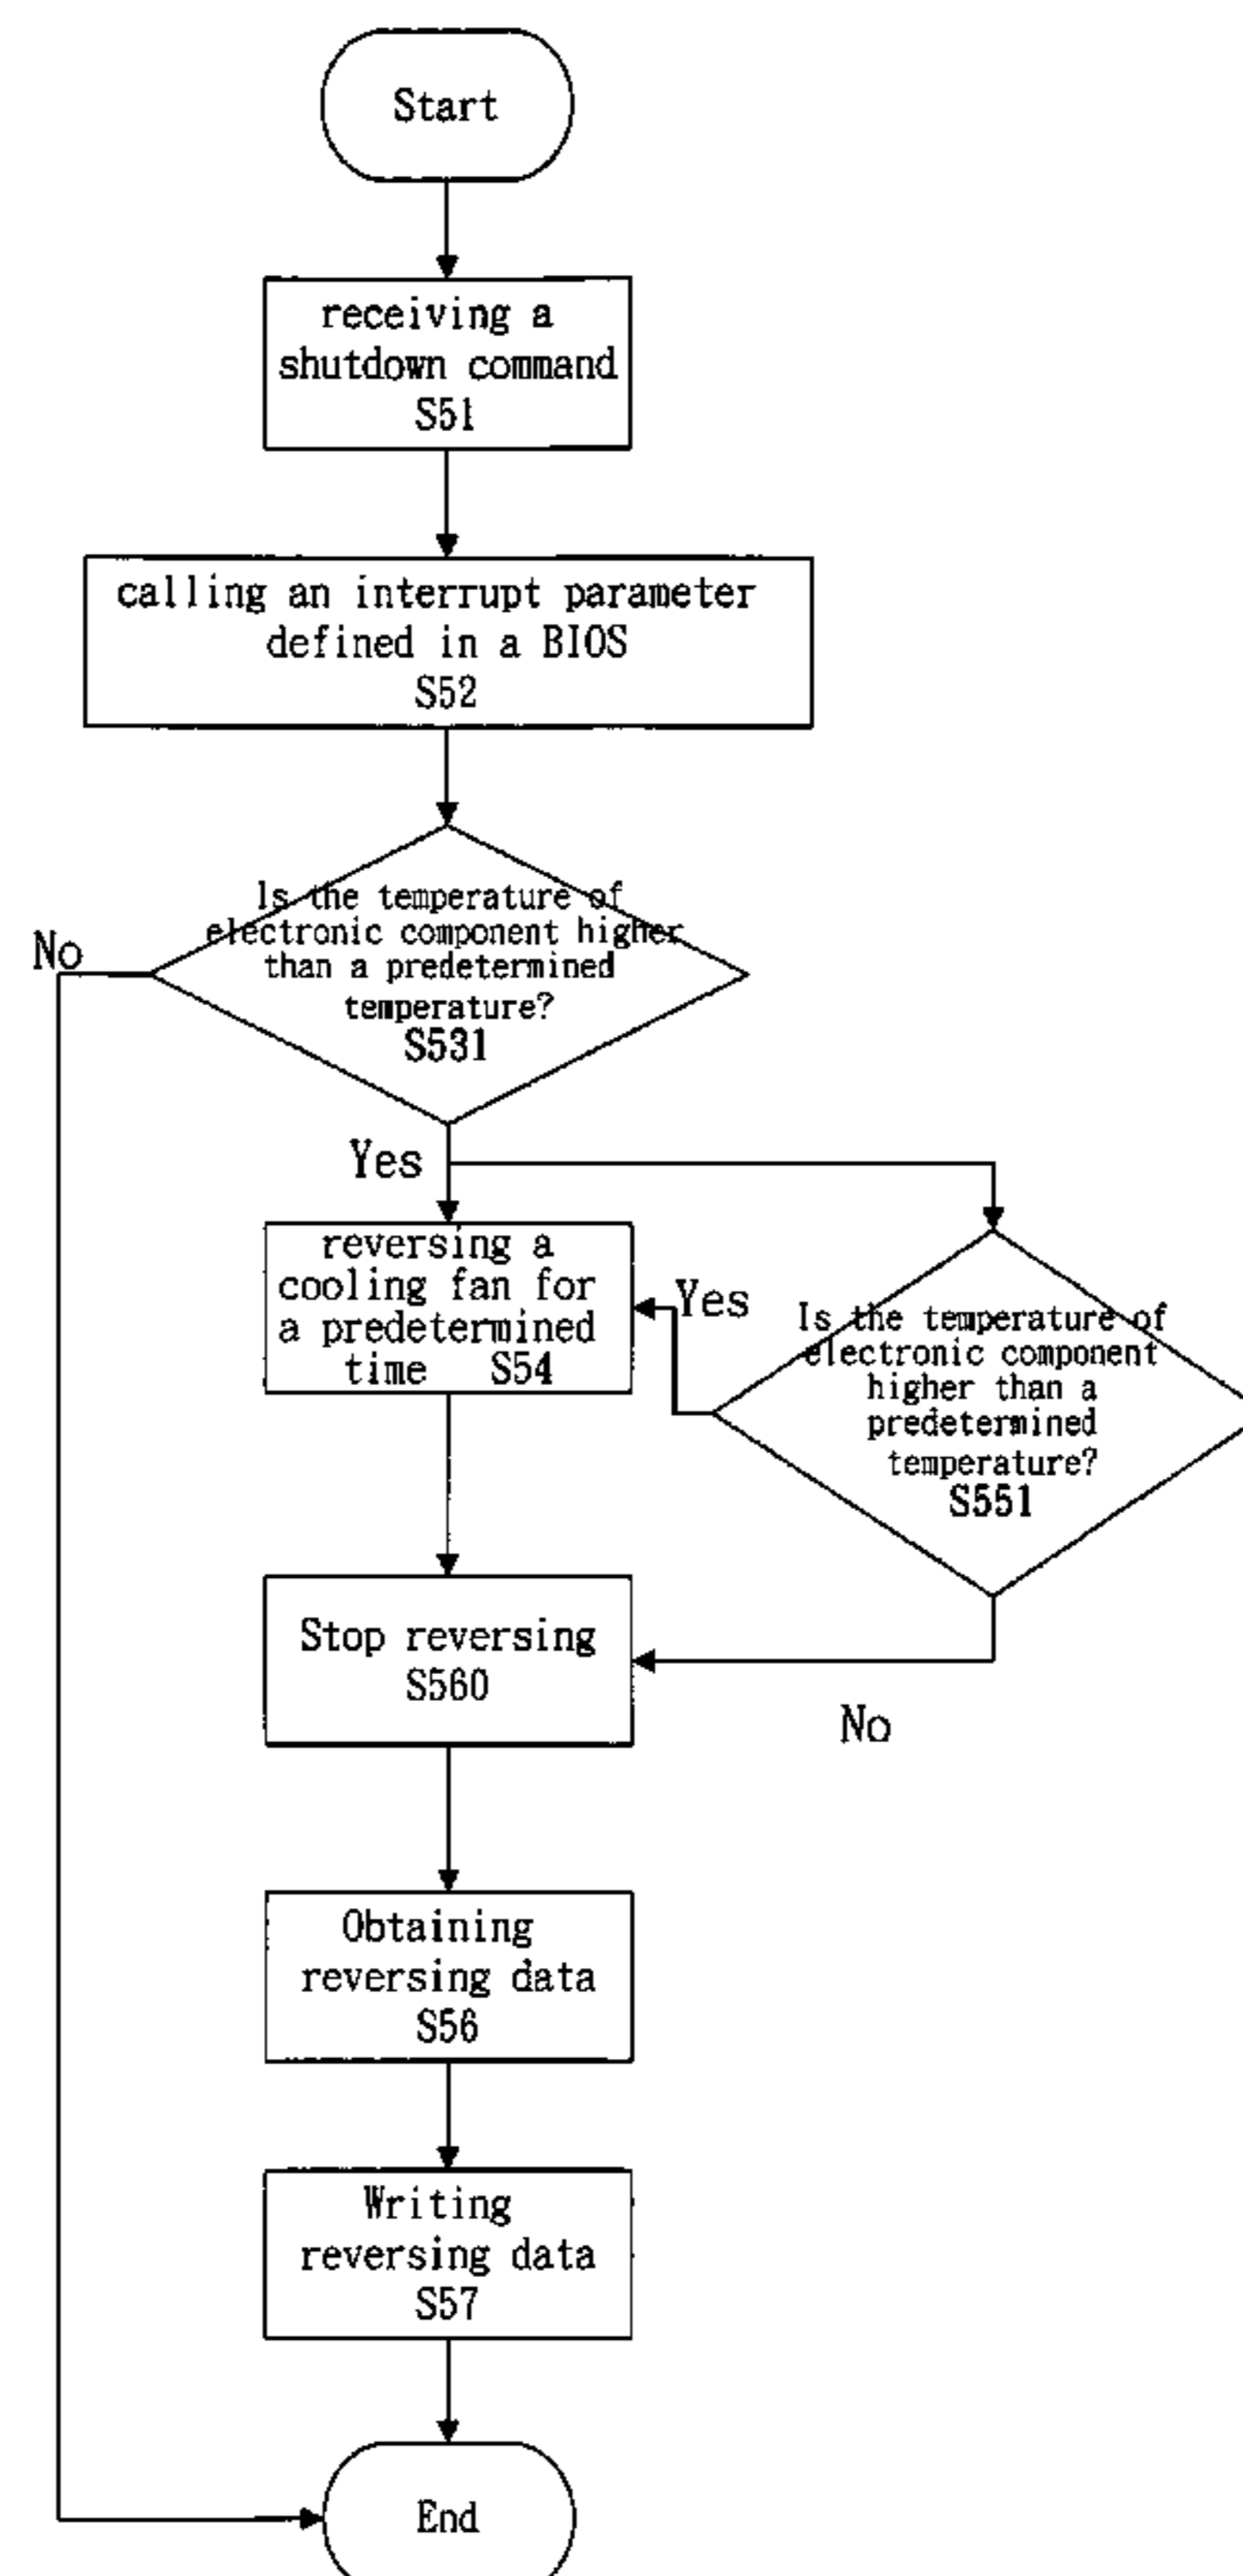 Start
receiving a
shutdown command
S51
calling an interrupt parameter
defined in a BIOS
S52
Is the temperature of
electronic component higher
than a predetermined
temperature?
S531
No
Yes
reversing a
cooling fan for
a predetermined
time S54
Yes
Is the temperature of
electronic component
higher than a
predetermined
temperature?
S551
Stop reversing
S560
No
Obtaining
reversing data
S56
Writing
reversing data
S57
End